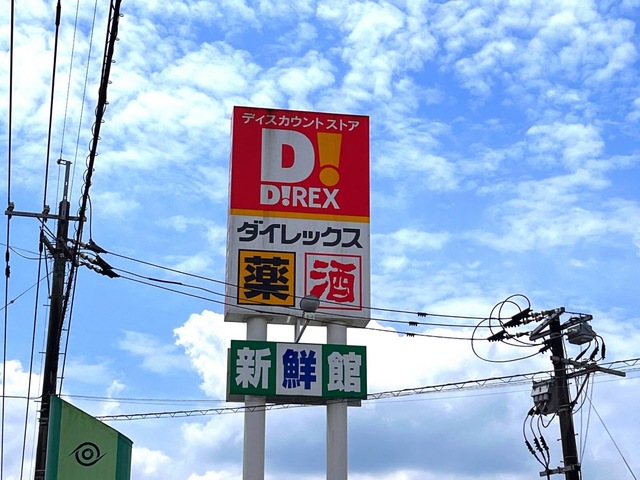 ディスカウントストア
D!
D!REX
ダイレックス
薬 酒
新鮮館